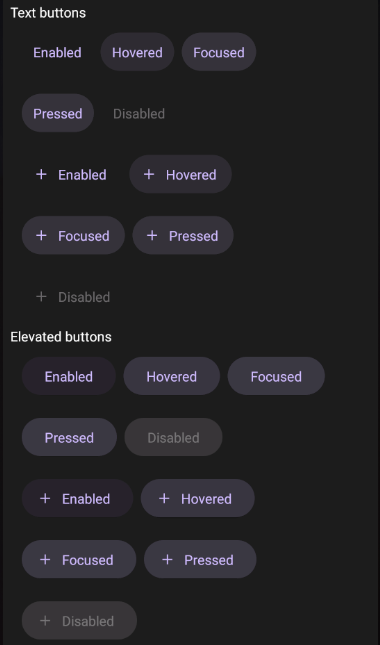 Text buttons
Enabled Hovered Focused
Pressed Disabled
+ Enabled + Hovered
+ Focused + Pressed
+ Disabled
Elevated buttons
Enabled Hovered Focused
Pressed Disabled
+ Enabled + Hovered
+ Focused + Pressed
+ Disabled